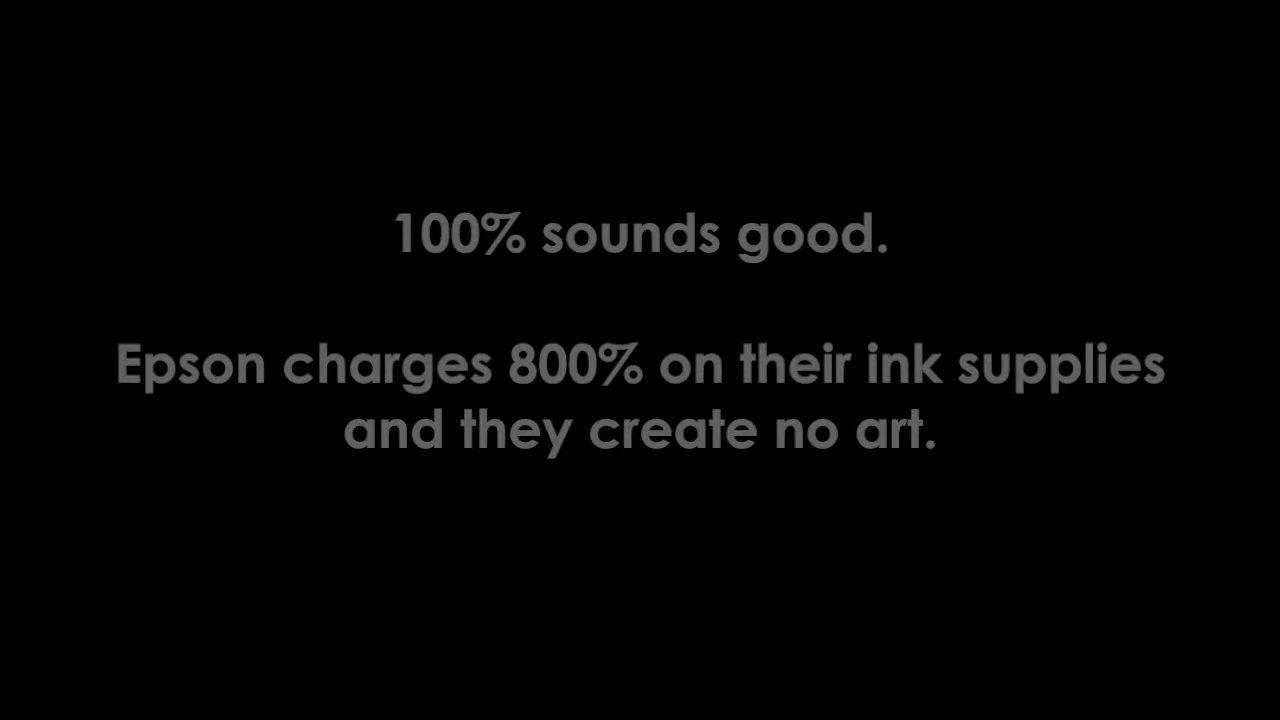 100% sounds good.
Epson charges 800% on their ink supplies
and they create no art.